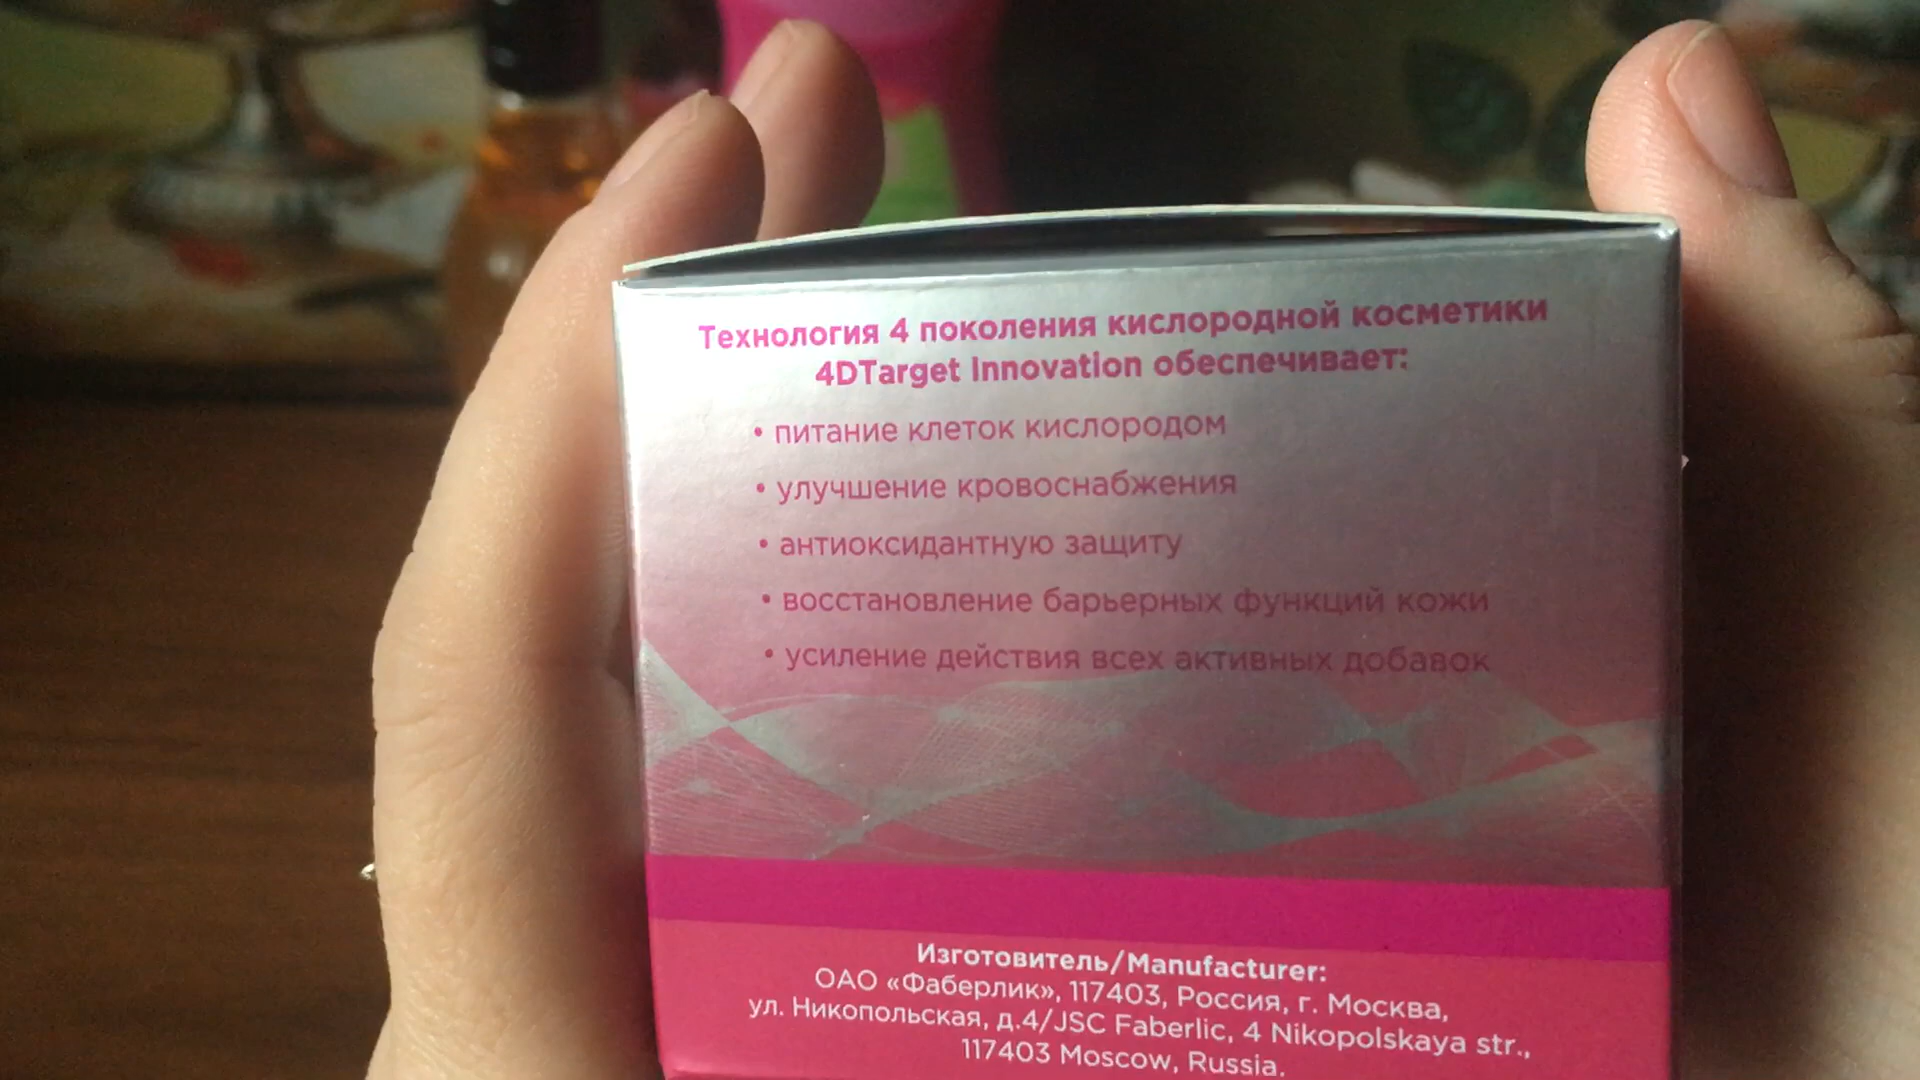 Технология 4 поколения кислородной косметики
4DTarget Innovation обеспечивает:
• питание клеток кислородом
• улучшение кровоснабжения
• антиоксидантную защиту
• восстановление барьерных функций кожи
• усиление действия всех активных добавок
Изготовитель/Manufacturer:
ОАО «Фаберлик», 117403, Россия, г. Москва,
ул. Никопольская, д.4/JSC Faberlic, 4 Nikopolskaya str.,
117403 Moscow, Russia.